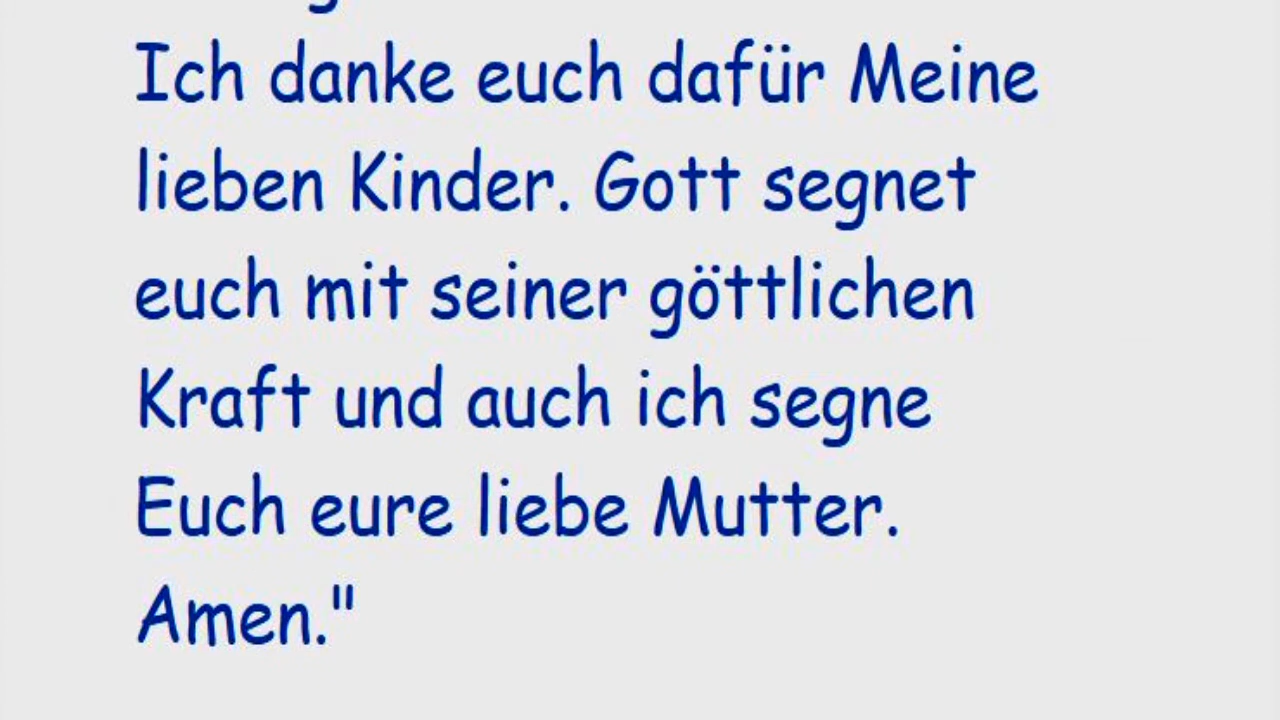 Ich danke euch dafür Meine
lieben Kinder. Gott segnet
euch mit seiner göttlichen
Kraft und auch ich segne
Euch eure liebe Mutter.
Amen."